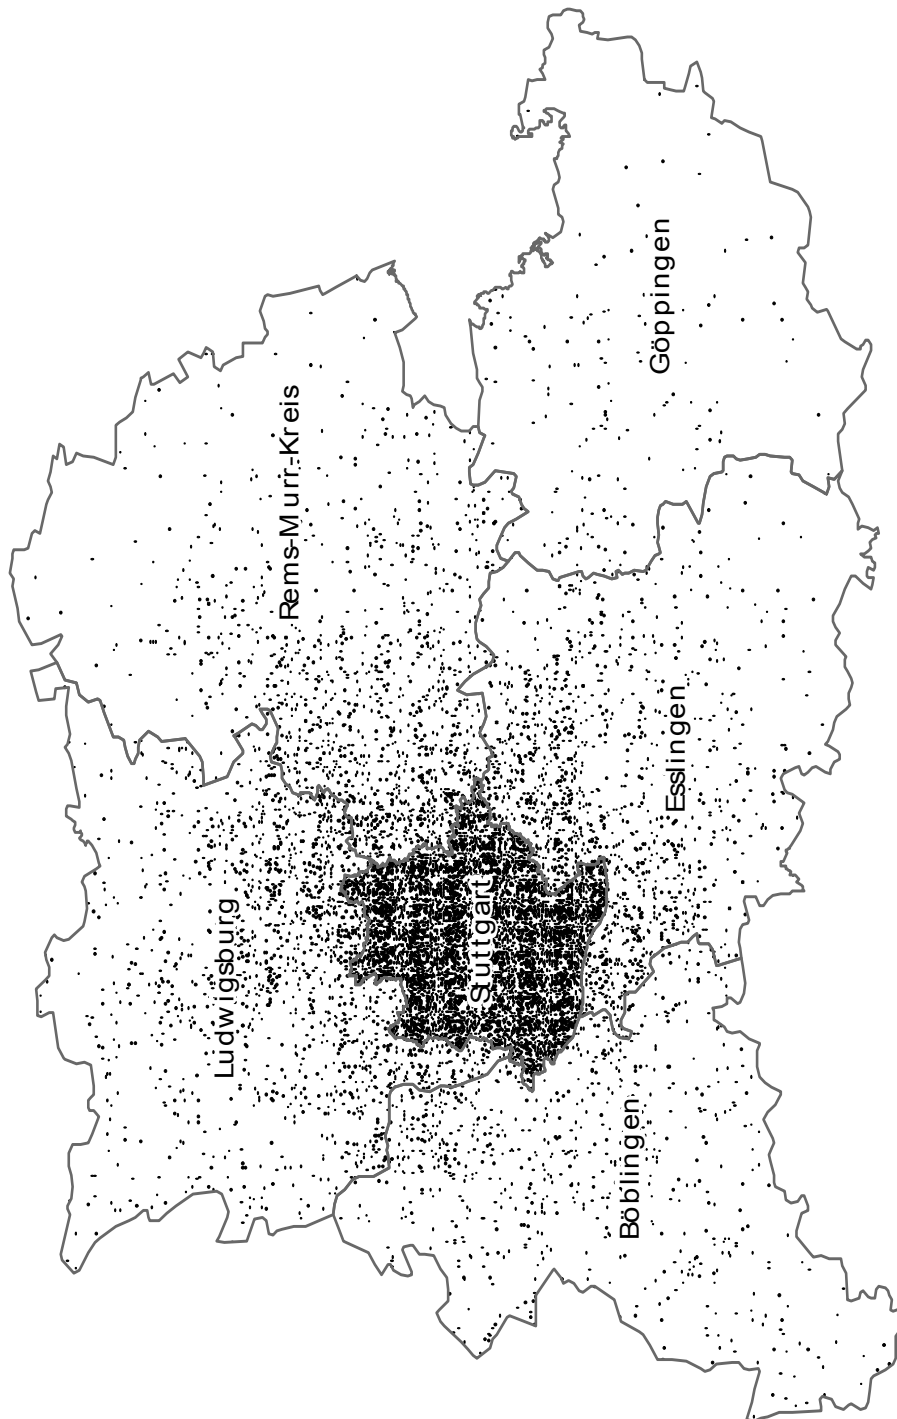 Göppingen
Rems-Murr-Kreis
Esslingen
Ludwigsburg
Stuttgart
Böblingen